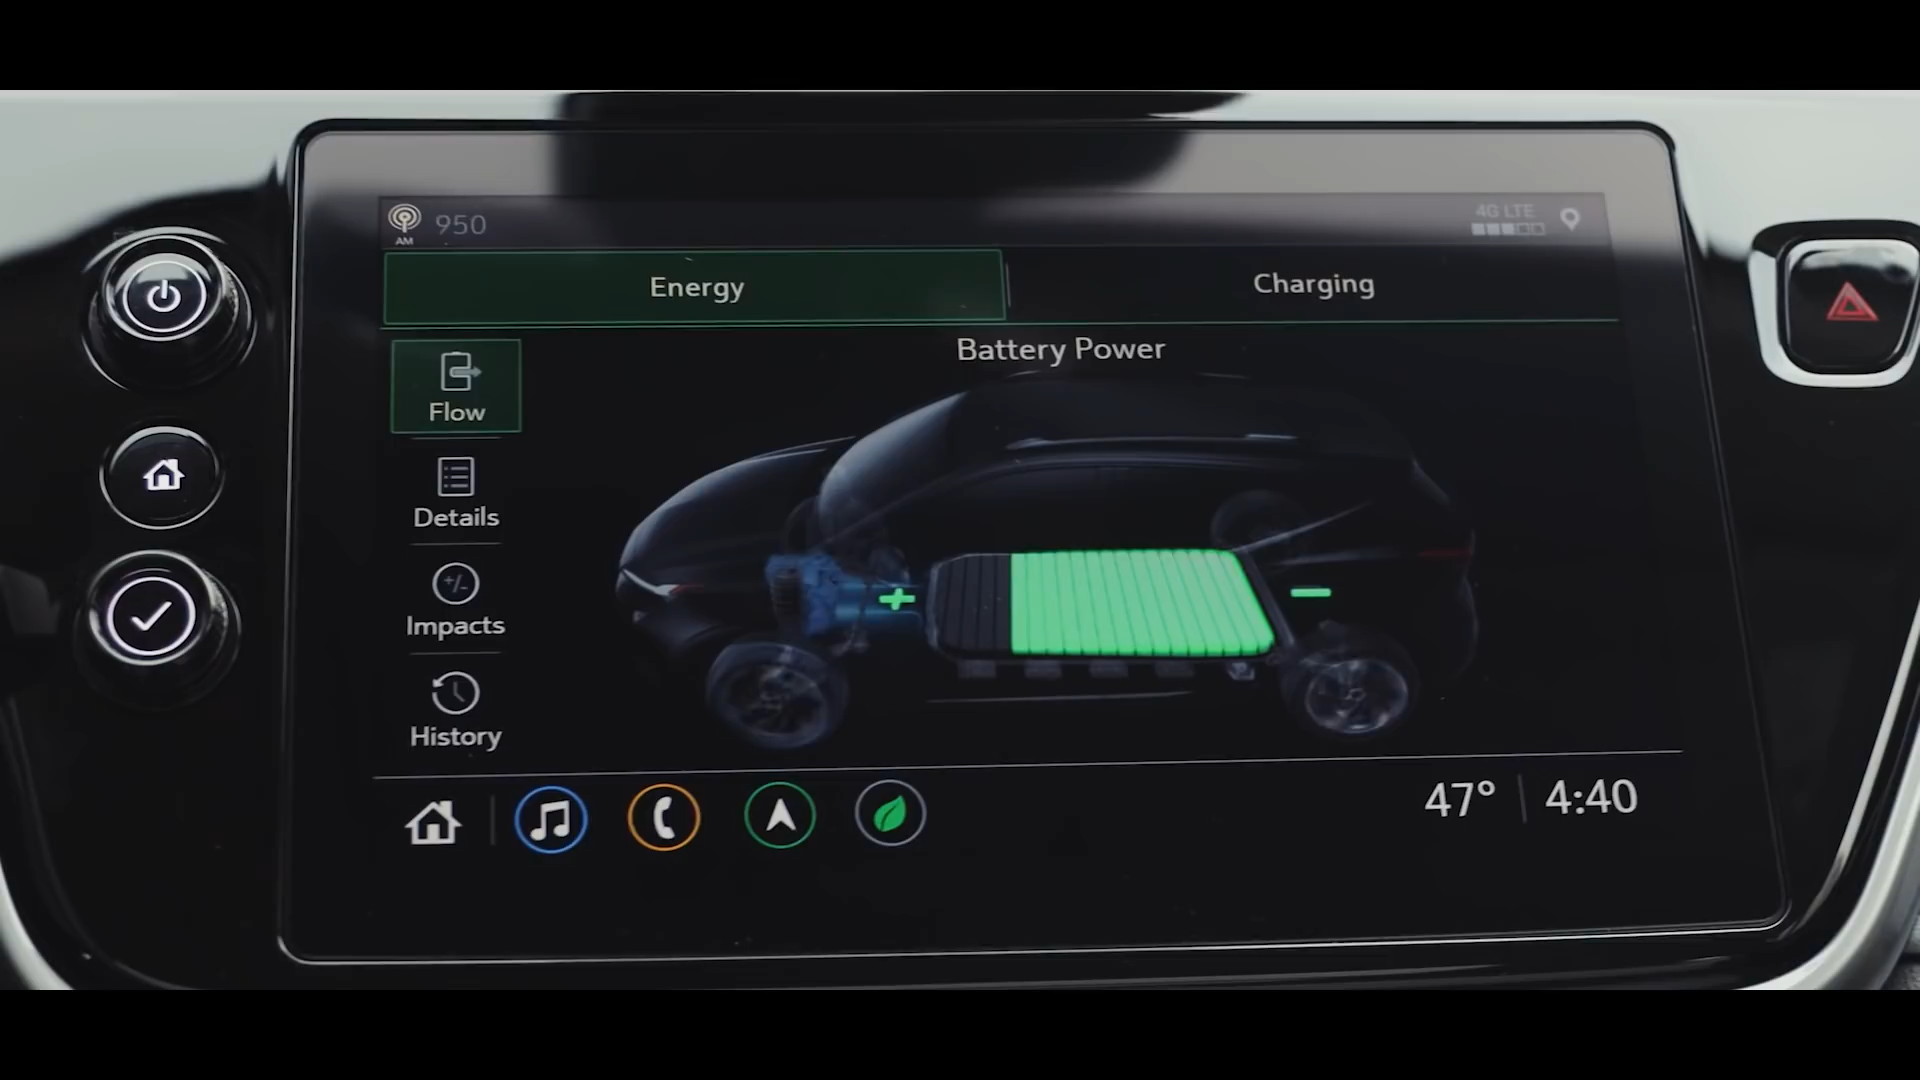 AM 950
4G LTE
Energy
Charging
Battery Power
Flow
Details
+/-
Impacts
History
47° 4:40